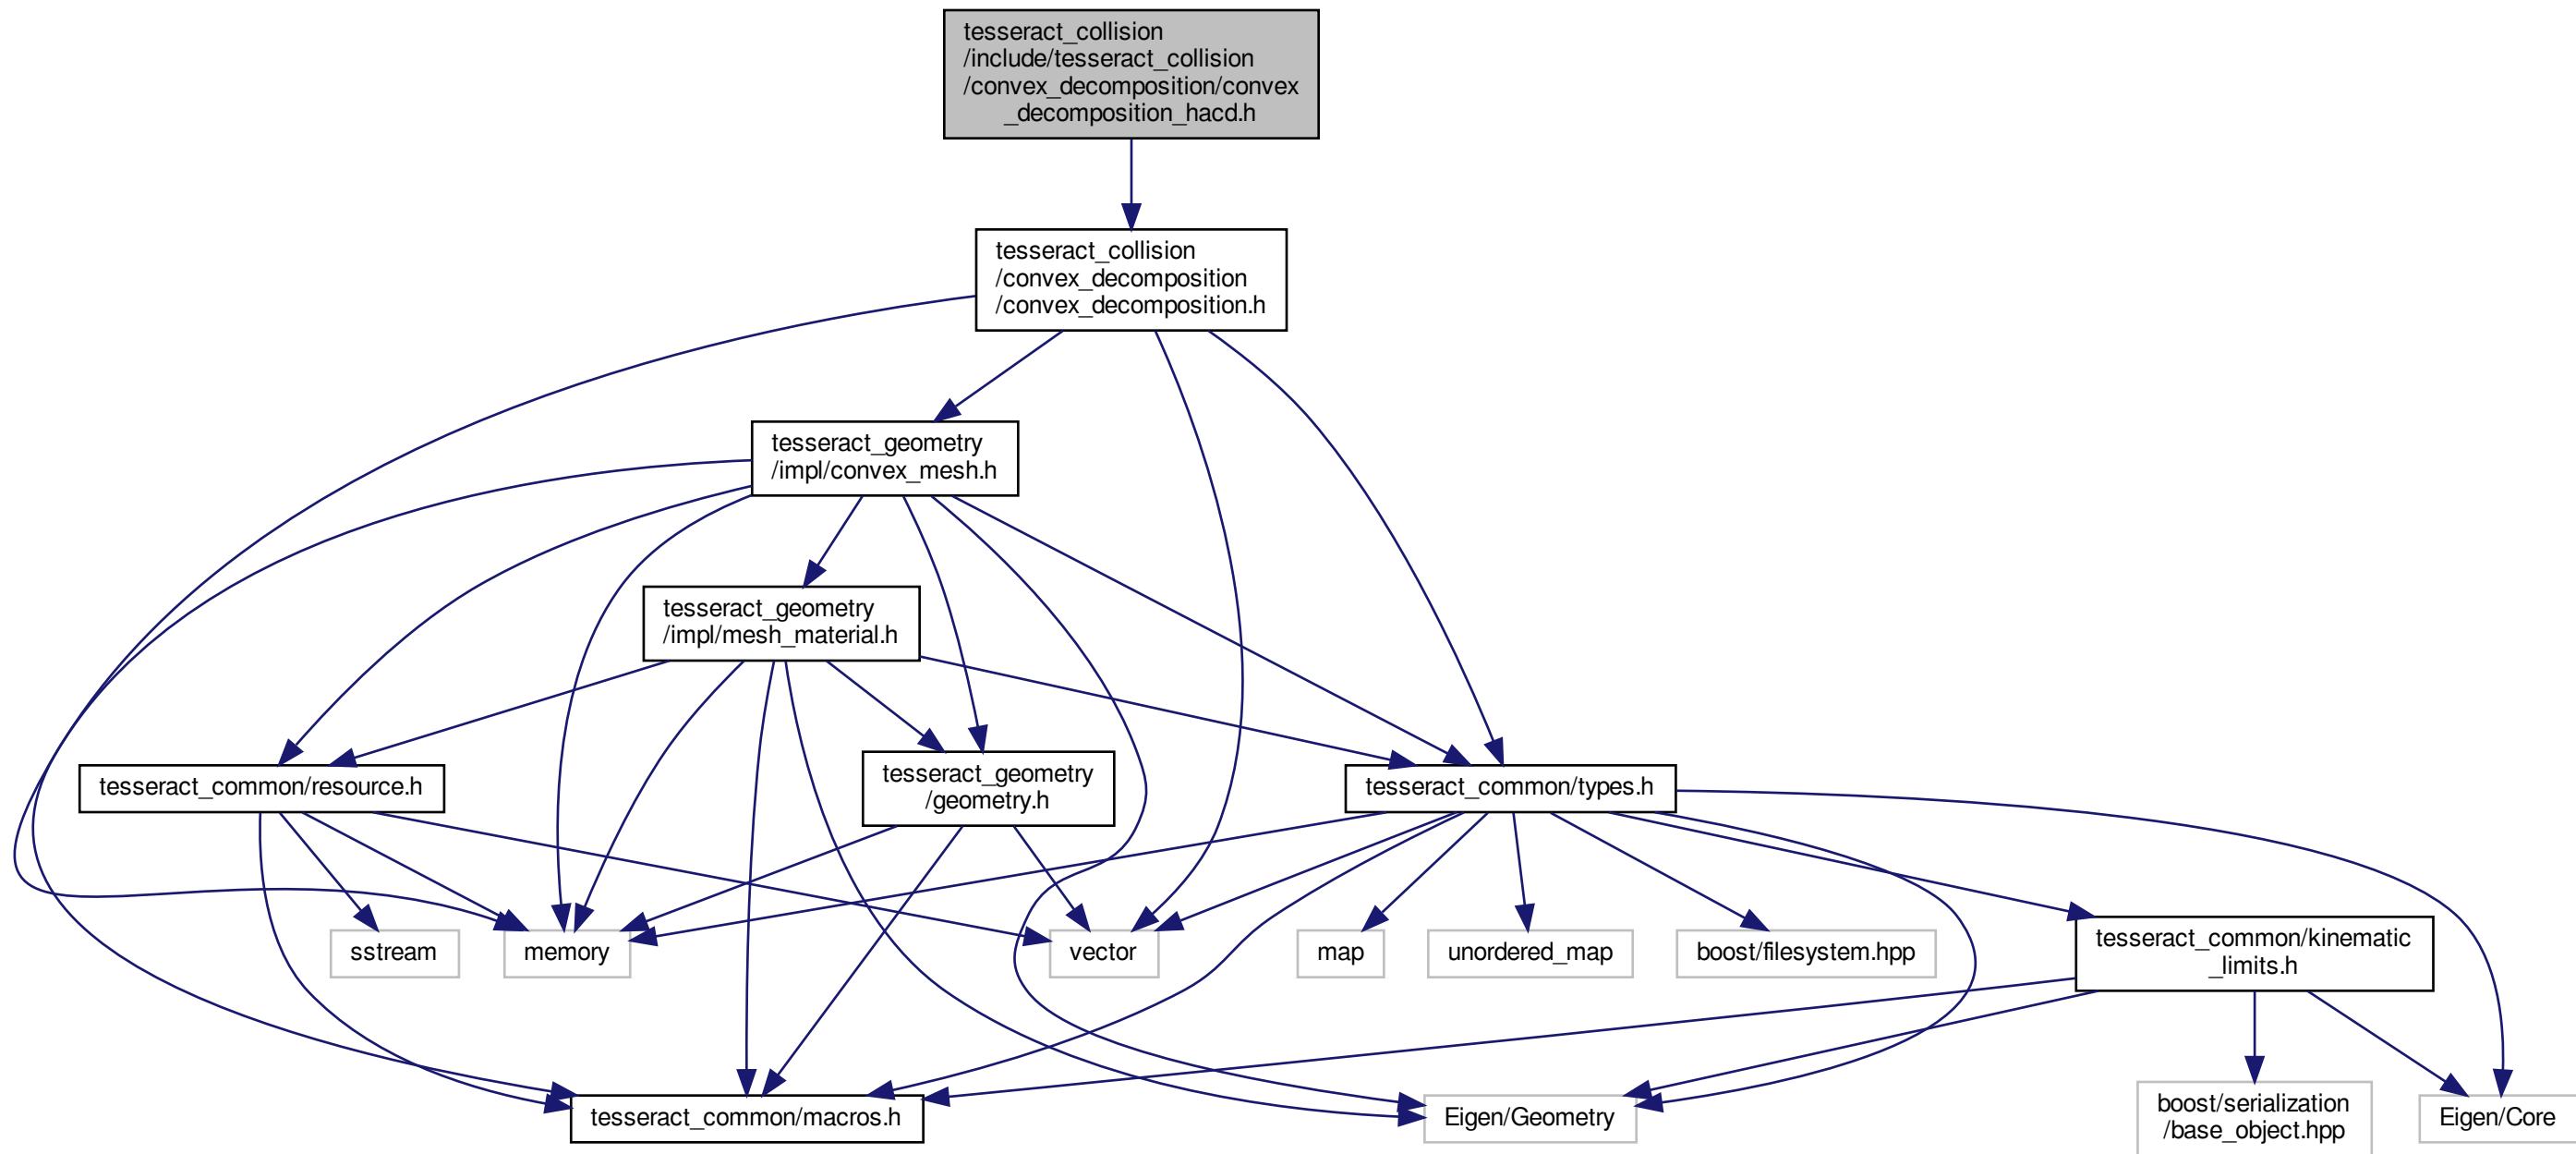 tesseract_collision
/include/tesseract_collision
/convex_decomposition/convex
_decomposition_hacd.h
tesseract_collision
/convex_decomposition
/convex_decomposition.h
tesseract_geometry
/impl/convex_mesh.h
tesseract_geometry
/impl/mesh_material.h
tesseract_common/resource.h
tesseract_geometry
/geometry.h
tesseract_common/types.h
sstream
memory
vector
map
unordered_map
boost/filesystem.hpp
tesseract_common/kinematic
_limits.h
tesseract_common/macros.h
Eigen/Geometry
boost/serialization
/base_object.hpp
Eigen/Core